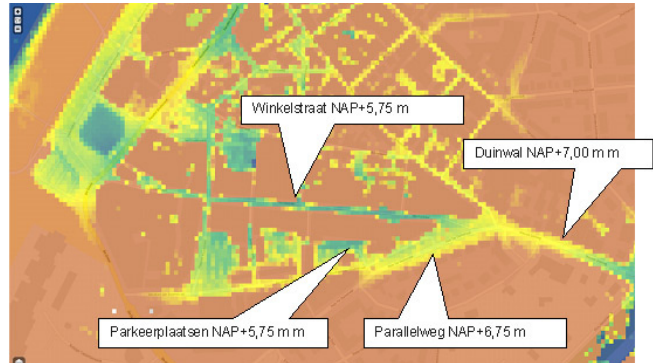 Winkelstraat NAP+5,75 m
Duinwal NAP+7,00 m m
Parkeerplaatsen NAP+5,75 m m
Parallelweg NAP+6,75 m